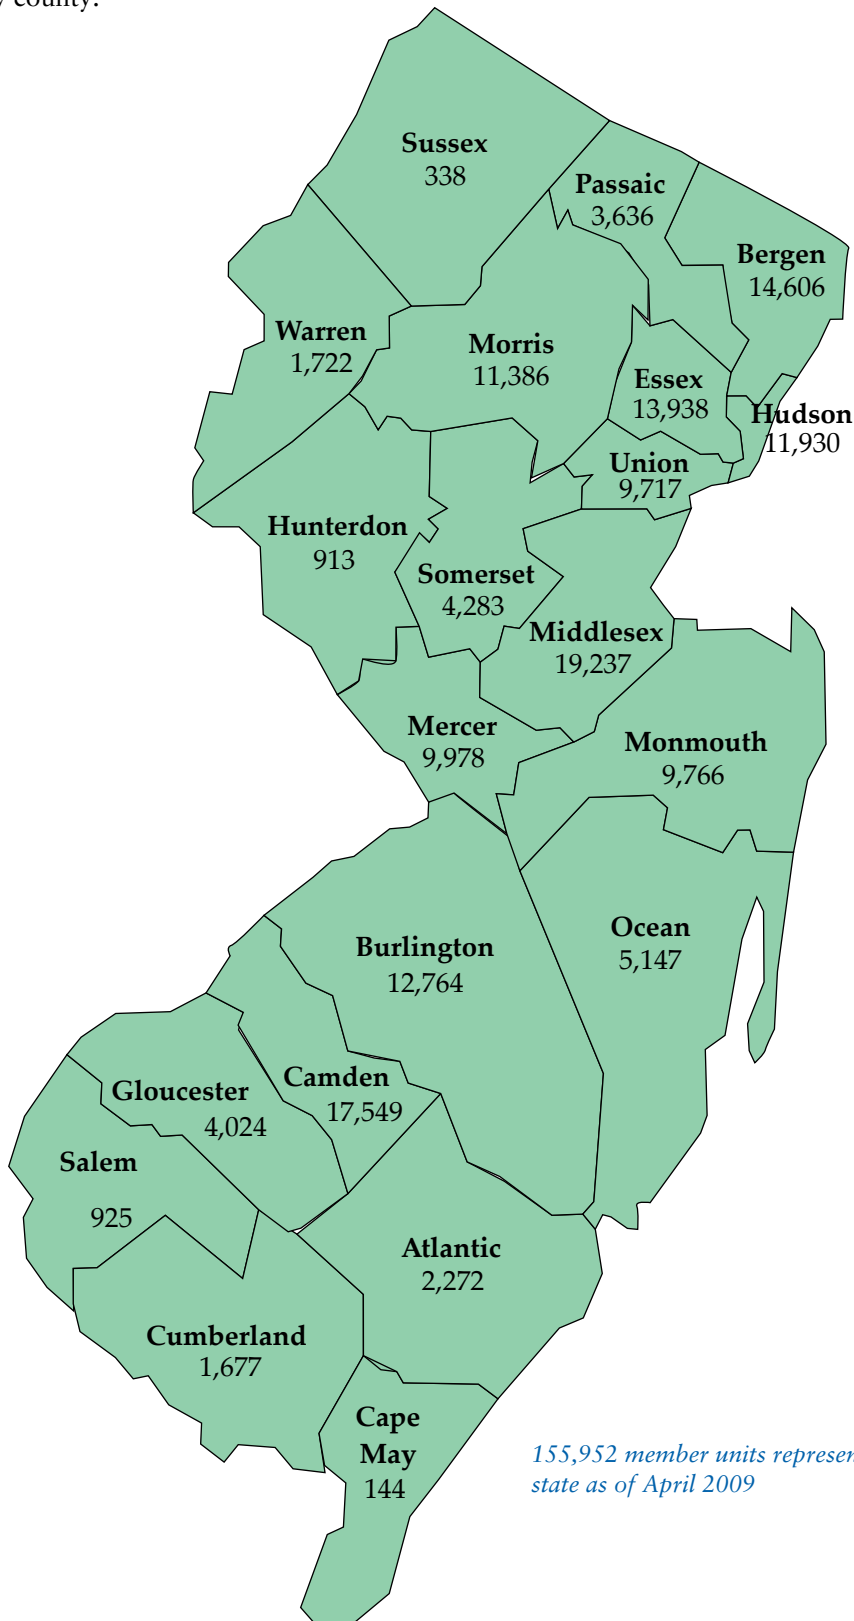 county.
Sussex
338
Passaic
3,636
Bergen
14,606
Warren
1,722
Morris
11,386
Essex
13,938
Hudson
11,930
Union
9,717
Hunterdon
913
Somerset
4,283
Middlesex
19,237
Mercer
9,978
Monmouth
9,766
Ocean
5,147
Burlington
12,764
Camden
17,549
Gloucester
4,024
Salem
925
Atlantic
2,272
Cumberland
1,677
Cape
May
144
155,952 member units
state as of April 2009